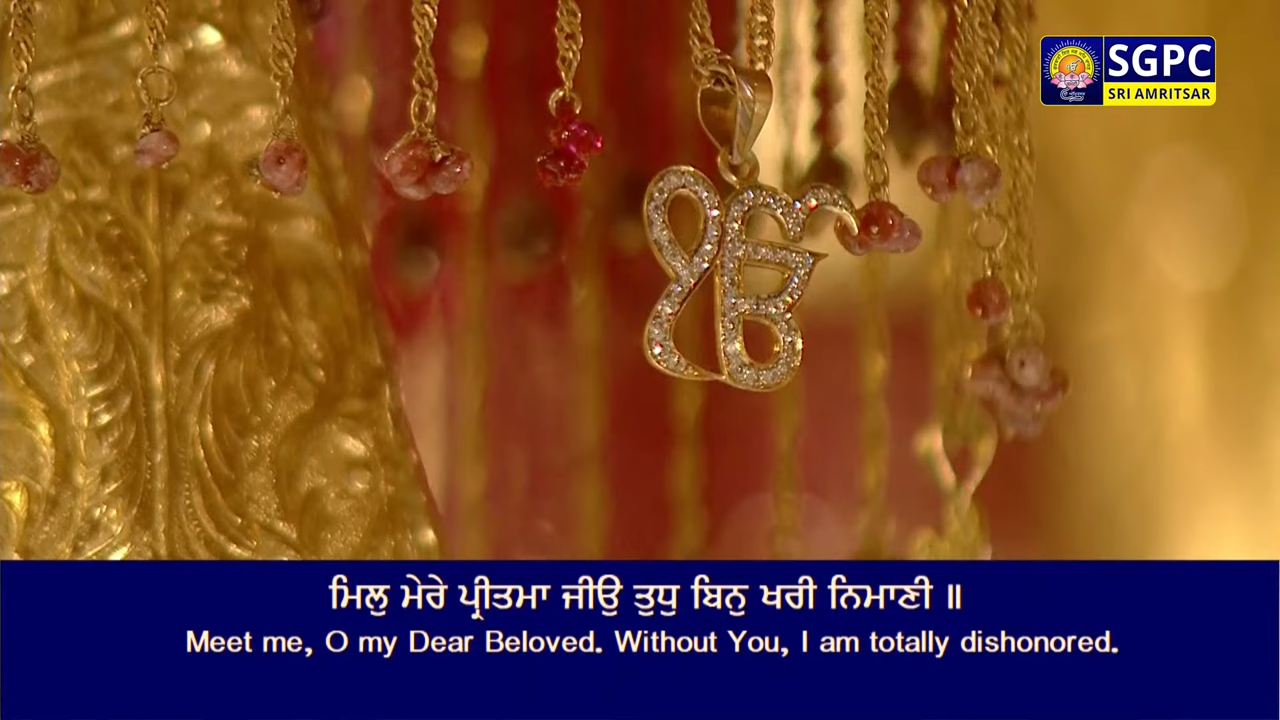 SGPC
SRI AMRITSAR
ੴ
ਮਿਲੁ ਮੇਰੇ ਪ੍ਰੀਤਮਾ ਜੀਉ ਤੁਧੁ ਬਿਨੁ ਖਰੀ ਨਿਮਾਣੀ ॥
Meet me, O my Dear Beloved. Without You, I am totally dishonored.